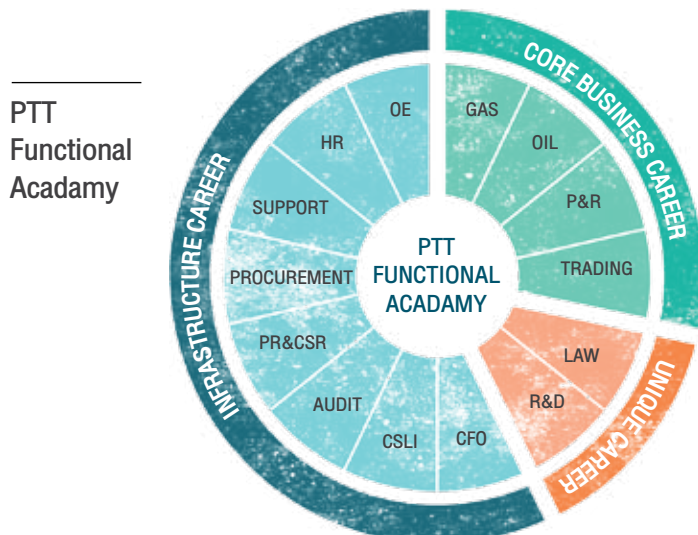 PTT
Functional
Acadamy
CORE BUSINESS CAREER
GAS
OIL
P&R
TRADING
UNIQUE CAREER
LAW
R&D
INFRASTRUCTURE CAREER
OE
HR
SUPPORT
PROCUREMENT
PR&CSR
AUDIT
CSLI
CFO
PTT
FUNCTIONAL
ACADAMY